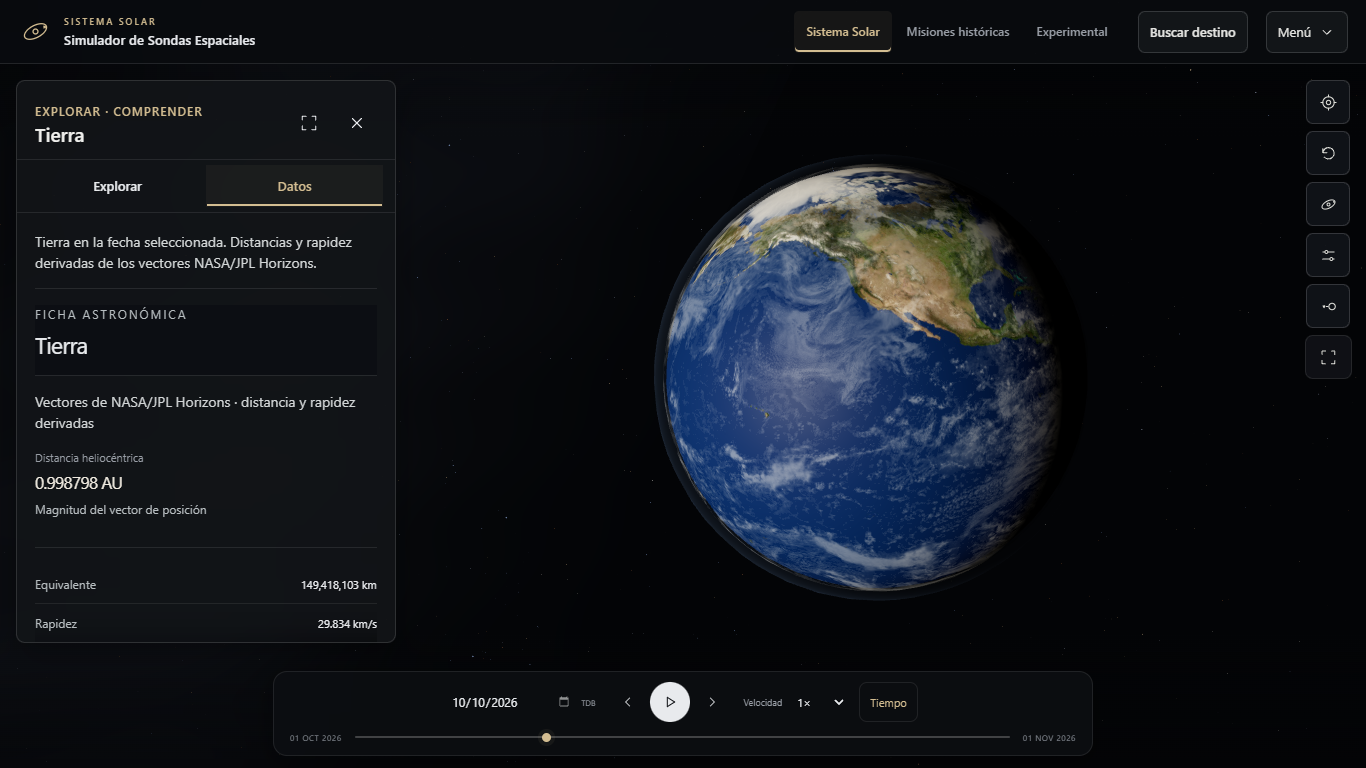 SISTEMA SOLAR
Simulador de Sondas Espaciales
Sistema Solar
Misiones históricas
Experimental
Buscar destino
Menú
EXPLORAR · COMPRENDER
Tierra
Explorar
Datos
Tierra en la fecha seleccionada. Distancias y rapidez
derivadas de los vectores NASA/JPL Horizons.
FICHA ASTRONÓMICA
Tierra
Vectores de NASA/JPL Horizons · distancia y rapidez
derivadas
Distancia heliocéntrica
0.998798 AU
Magnitud del vector de posición
Equivalente
149,418,103 km
Rapidez
29.834 km/s
10/10/2026
TDB
Velocidad
1×
Tiempo
01 OCT 2026
01 NOV 2026